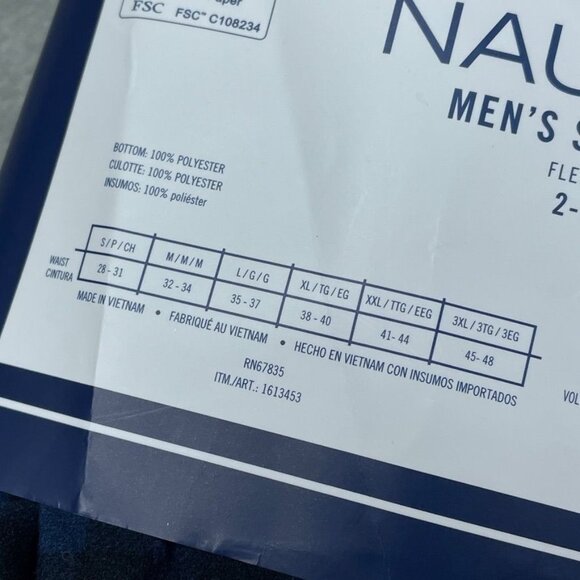 FSC FSC™ C108234
NAU
MEN'S S
FLE
2-
BOTTOM: 100% POLYESTER
CULOTTE: 100% POLYESTER
INSUMOS: 100% poliéster
S/P/CH M/M/M L/G/G XL/TG/EG XXL/TTG/EEG 3XL/3TG/3EG
WAIST
CINTURA
28 - 31 32 - 34 35 - 37 38 - 40 41- 44 45 - 48
MADE IN VIETNAM • FABRIQUÉ AU VIETNAM • HECHO EN VIETNAM CON INSUMOS IMPORTADOS
RN67835
ITM./ART.: 1613453
VOL